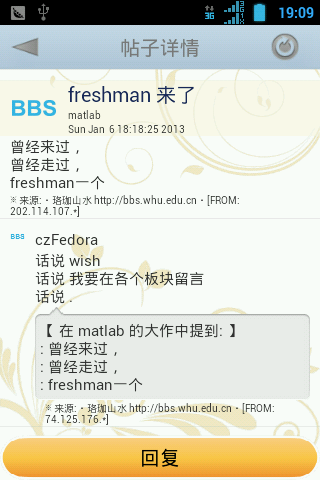 3G
3G
1X
19:09
帖子详情
BBS
freshman 来了
matlab
Sun Jan  6 18:18:25 2013
曾经来过，
曾经走过，
freshman一个
※ 来源:・珞珈山水 http://bbs.whu.edu.cn・[FROM:
202.114.107.*]
BBS
czFedora
话说 wish
话说 我要在各个板块留言
话说 .
【 在 matlab 的大作中提到: 】
: 曾经来过，
: 曾经走过，
: freshman一个
※ 来源:・珞珈山水 http://bbs.whu.edu.cn・[FROM:
74.125.176.*]
回复